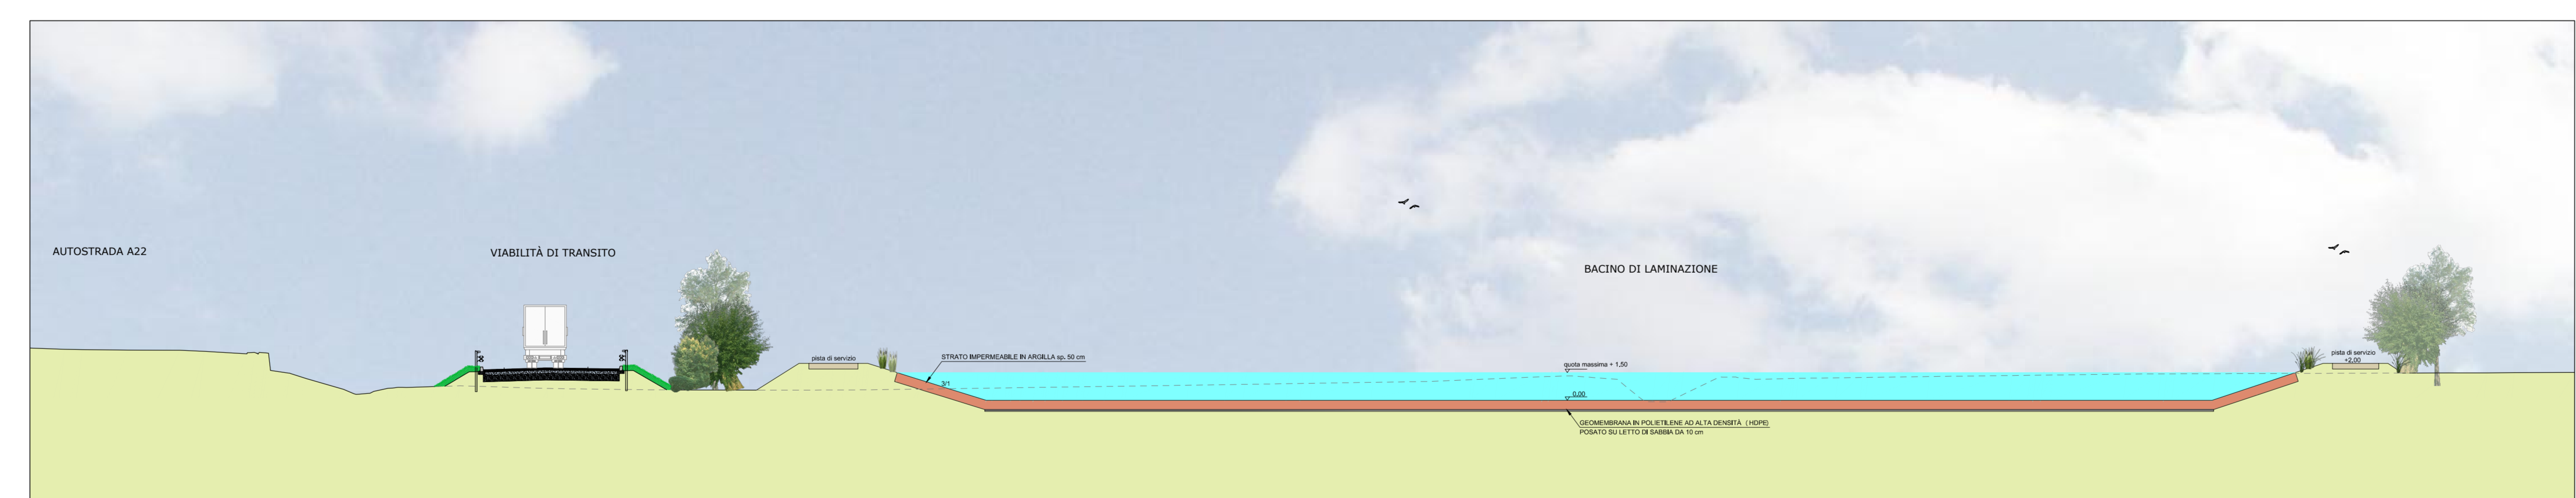 AUTOSTRADA A22
VIABILITÀ DI TRANSITO
BACINO DI LAMINAZIONE
pista di servizio
STRATO IMPERMEABILE IN ARGILLA sp. 50 cm
3/1
quota massima + 1,50
0,00
GEOMEMBRANA IN POLIETILENE AD ALTA DENSITÀ ( HDPE)
POSATO SU LETTO DI SABBIA DA 10 cm
pista di servizio
+2,00